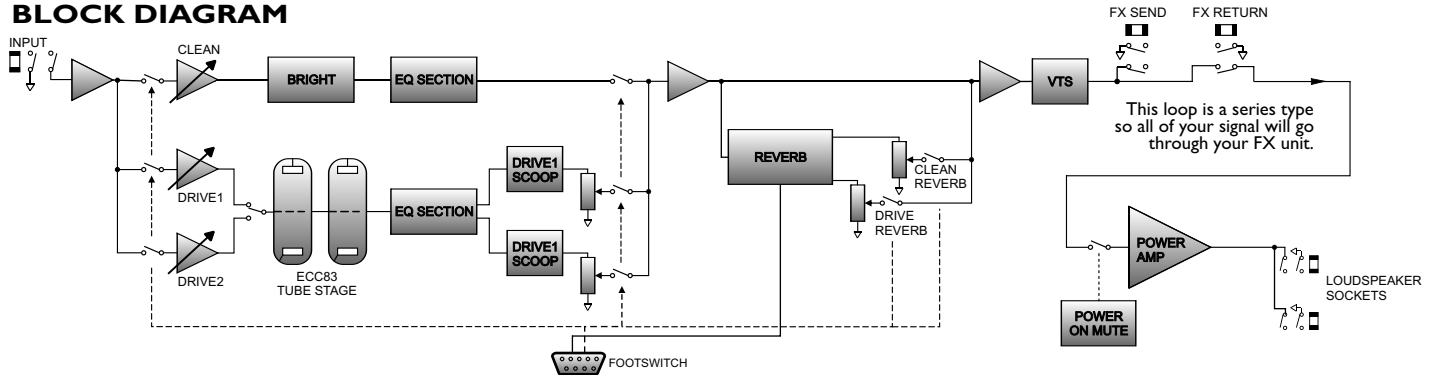 BLOCK DIAGRAM
INPUT
CLEAN
BRIGHT
EQ SECTION
DRIVE1
DRIVE2
ECC83
TUBE STAGE
EQ SECTION
DRIVE1
SCOOP
DRIVE1
SCOOP
REVERB
CLEAN
REVERB
DRIVE
REVERB
FOOTSWITCH
VTS
FX SEND
FX RETURN
This loop is a series type
so all of your signal will go
through your FX unit.
POWER
AMP
POWER
ON MUTE
LOUDSPEAKER
SOCKETS